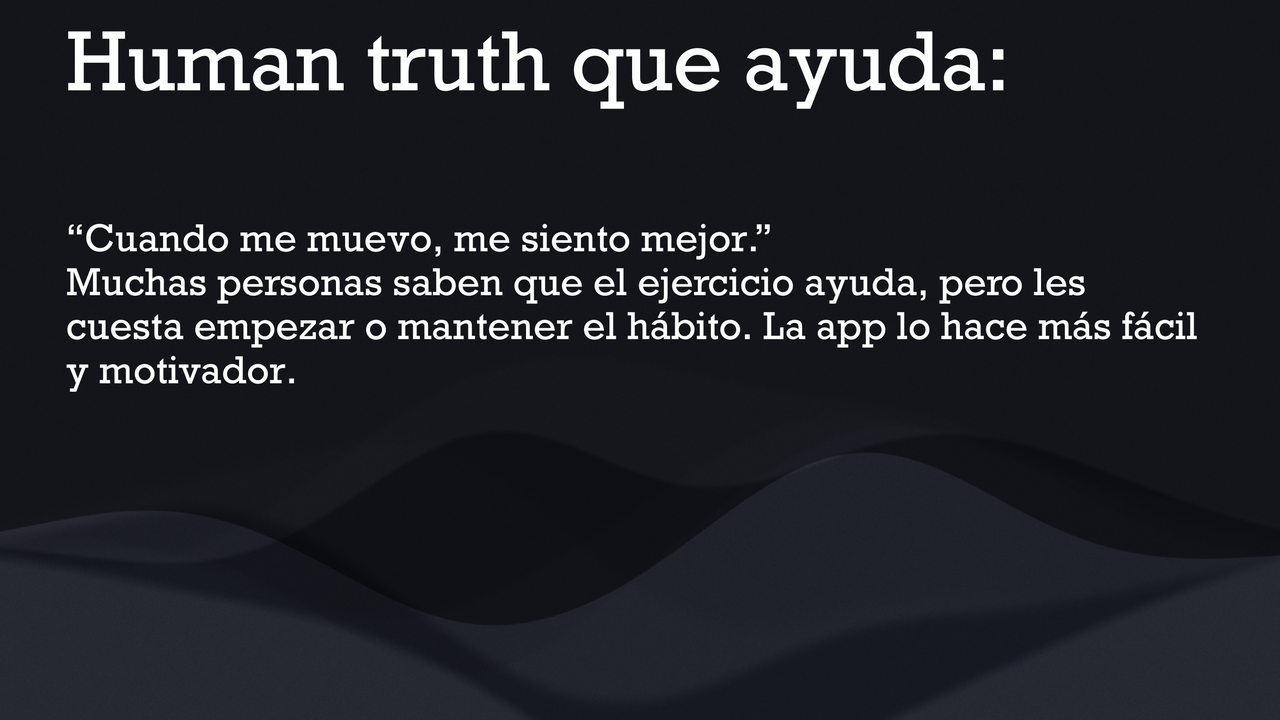 Human truth que ayuda:
“Cuando me muevo, me siento mejor.”
Muchas personas saben que el ejercicio ayuda, pero les
cuesta empezar o mantener el hábito. La app lo hace más fácil
y motivador.